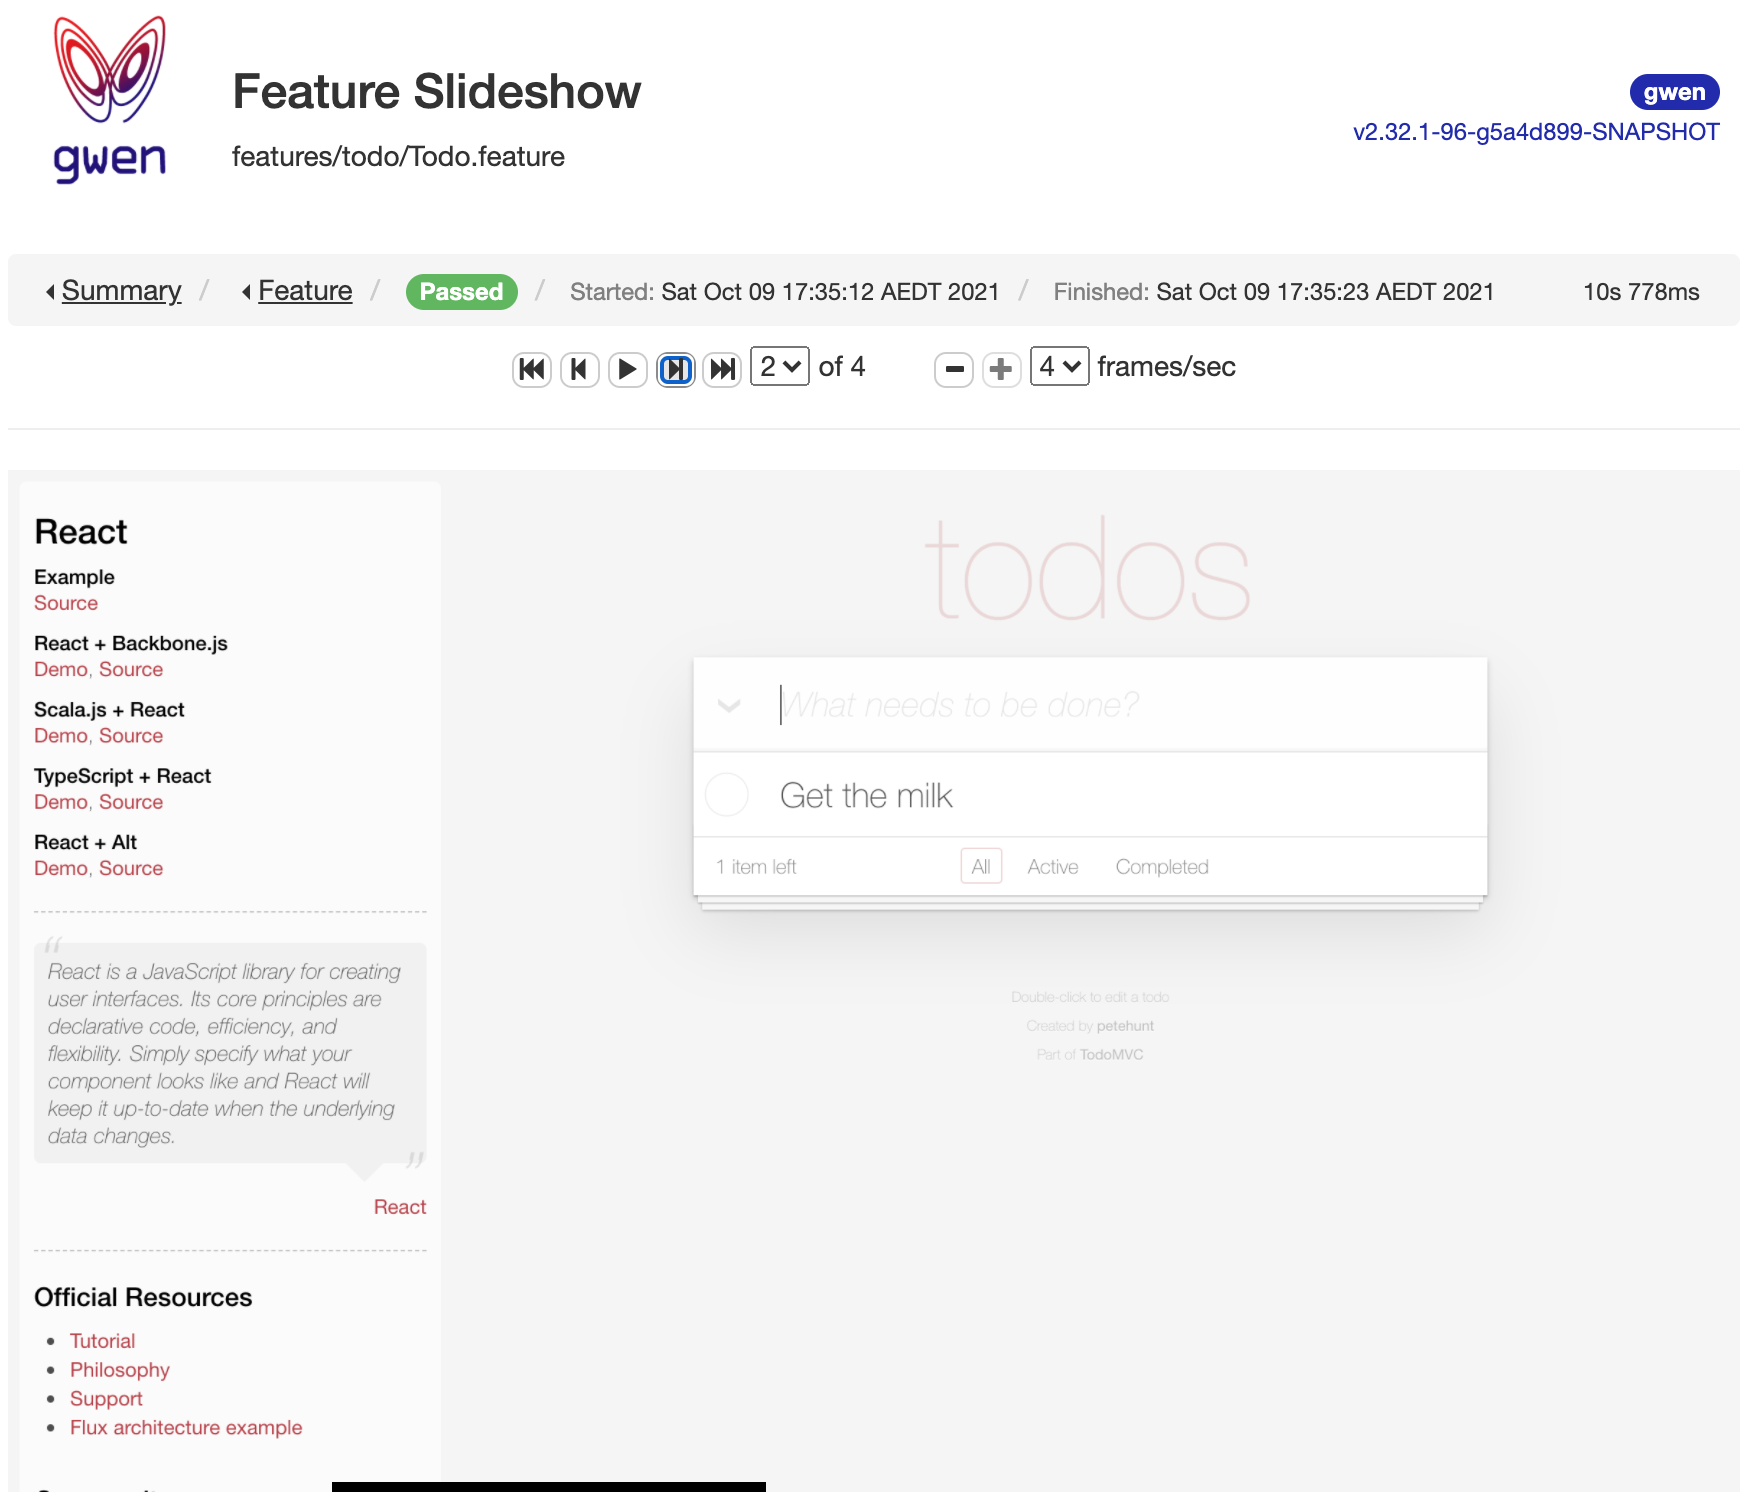 gwen
Feature Slideshow
features/todo/Todo.feature
gwen
v2.32.1-96-g5a4d899-SNAPSHOT
Summary / Feature / Passed / Started: Sat Oct 09 17:35:12 AEDT 2021 / Finished: Sat Oct 09 17:35:23 AEDT 2021 10s 778ms
2 of 4 4 frames/sec
React
Example
Source
React + Backbone.js
Demo, Source
Scala.js + React
Demo, Source
TypeScript + React
Demo, Source
React + Alt
Demo, Source
“
React is a JavaScript library for creating
user interfaces. Its core principles are
declarative code, efficiency, and
flexibility. Simply specify what your
component looks like and React will
keep it up-to-date when the underlying
data changes.
”
React
Official Resources
• Tutorial
• Philosophy
• Support
• Flux architecture example
todos
What needs to be done?
Get the milk
1 item left All Active Completed
Double-click to edit a todo
Created by petehunt
Part of TodoMVC